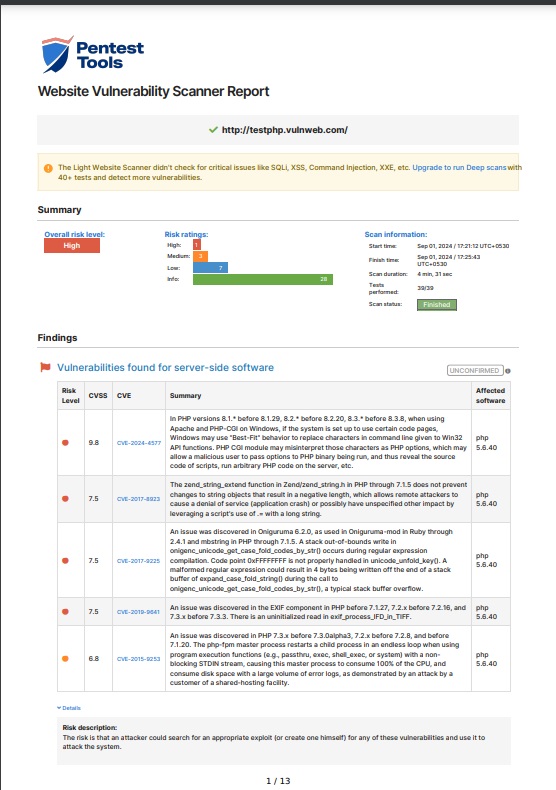 Pentest
Tools
Website Vulnerability Scanner Report
http://testphp.vulnweb.com/
The Light Website Scanner didn't check for critical issues like SQLi, XSS, Command Injection, XXE, etc. Upgrade to run Deep scans with
40+ tests and detect more vulnerabilities.
Summary
Overall risk level:
High
Risk ratings:
High: 1
Medium: 3
Low: 7
Info: 28
Scan information:
Start time: Sep 01, 2024 / 17:21:12 UTC+0530
Finish time: Sep 01, 2024 / 17:25:43
UTC+0530
Scan duration: 4 min, 31 sec
Tests
performed: 39/39
Scan status: Finished
Findings
Vulnerabilities found for server-side software
UNCONFIRMED
Risk
Level
CVSS
CVE
Summary
Affected
software
9.8
CVE-2024-4577
In PHP versions 8.1.* before 8.1.29, 8.2.* before 8.2.20, 8.3.* before 8.3.8, when using
Apache and PHP-CGI on Windows, if the system is set up to use certain code pages,
Windows may use "Best-Fit" behavior to replace characters in command line given to Win32
API functions. PHP CGI module may misinterpret those characters as PHP options, which may
allow a malicious user to pass options to PHP binary being run, and thus reveal the source
code of scripts, run arbitrary PHP code on the server, etc.
php
5.6.40
7.5
CVE-2017-8923
The zend_string_extend function in Zend/zend_string.h in PHP through 7.1.5 does not prevent
changes to string objects that result in a negative length, which allows remote attackers to
cause a denial of service (application crash) or possibly have unspecified other impact by
leveraging a script's use of .= with a long string.
php
5.6.40
7.5
CVE-2017-9225
An issue was discovered in Oniguruma 6.2.0, as used in Oniguruma-mod in Ruby through
2.4.1 and mbstring in PHP through 7.1.5. A stack out-of-bounds write in
onigenc_unicode_get_case_fold_codes_by_str() occurs during regular expression
compilation. Code point 0xFFFFFFFF is not properly handled in unicode_unfold_key(). A
malformed regular expression could result in 4 bytes being written off the end of a stack
buffer of expand_case_fold_string() during the call to
onigenc_unicode_get_case_fold_codes_by_str(), a typical stack buffer overflow.
php
5.6.40
7.5
CVE-2019-9641
An issue was discovered in the EXIF component in PHP before 7.1.27, 7.2.x before 7.2.16, and
7.3.x before 7.3.3. There is an uninitialized read in exif_process_IFD_in_TIFF.
php
5.6.40
6.8
CVE-2015-9253
An issue was discovered in PHP 7.3.x before 7.3.0alpha3, 7.2.x before 7.2.8, and before
7.1.20. The php-fpm master process restarts a child process in an endless loop when using
program execution functions (e.g., passthru, exec, shell_exec, or system) with a non-
blocking STDIN stream, causing this master process to consume 100% of the CPU, and
consume disk space with a large volume of error logs, as demonstrated by an attack by a
customer of a shared-hosting facility.
php
5.6.40
Details
Risk description:
The risk is that an attacker could search for an appropriate exploit (or create one himself) for any of these vulnerabilities and use it to
attack the system.
1 / 13